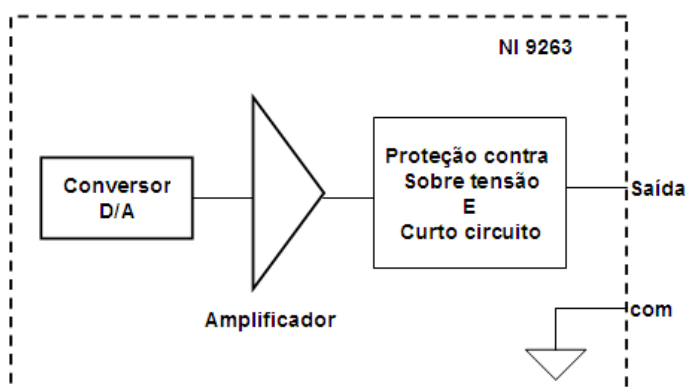 NI 9263
Conversor
D/A
Amplificador
Proteção contra
Sobre tensão
E
Curto circuito
Saída
com